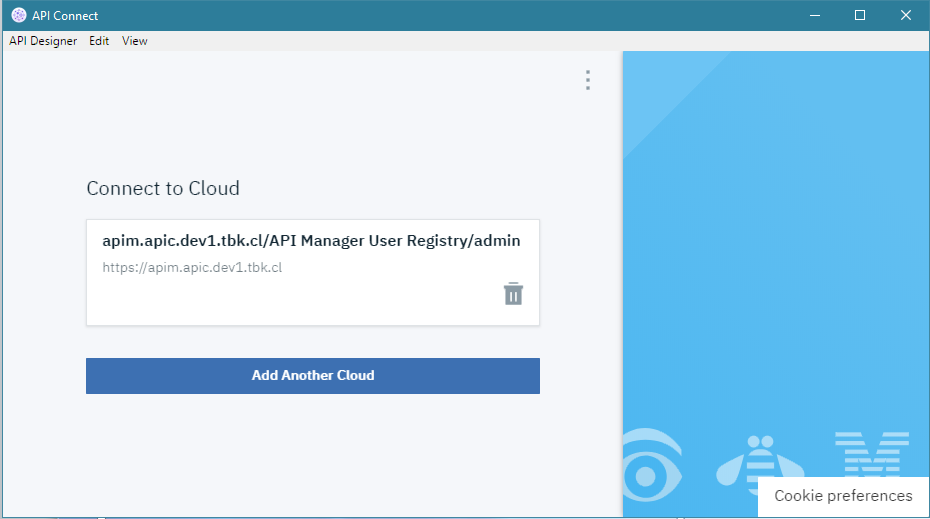 API Connect
API Designer Edit View
Connect to Cloud
apim.apic.dev1.tbk.cl/API Manager User Registry/admin
https://apim.apic.dev1.tbk.cl
Add Another Cloud
M
Cookie preferences